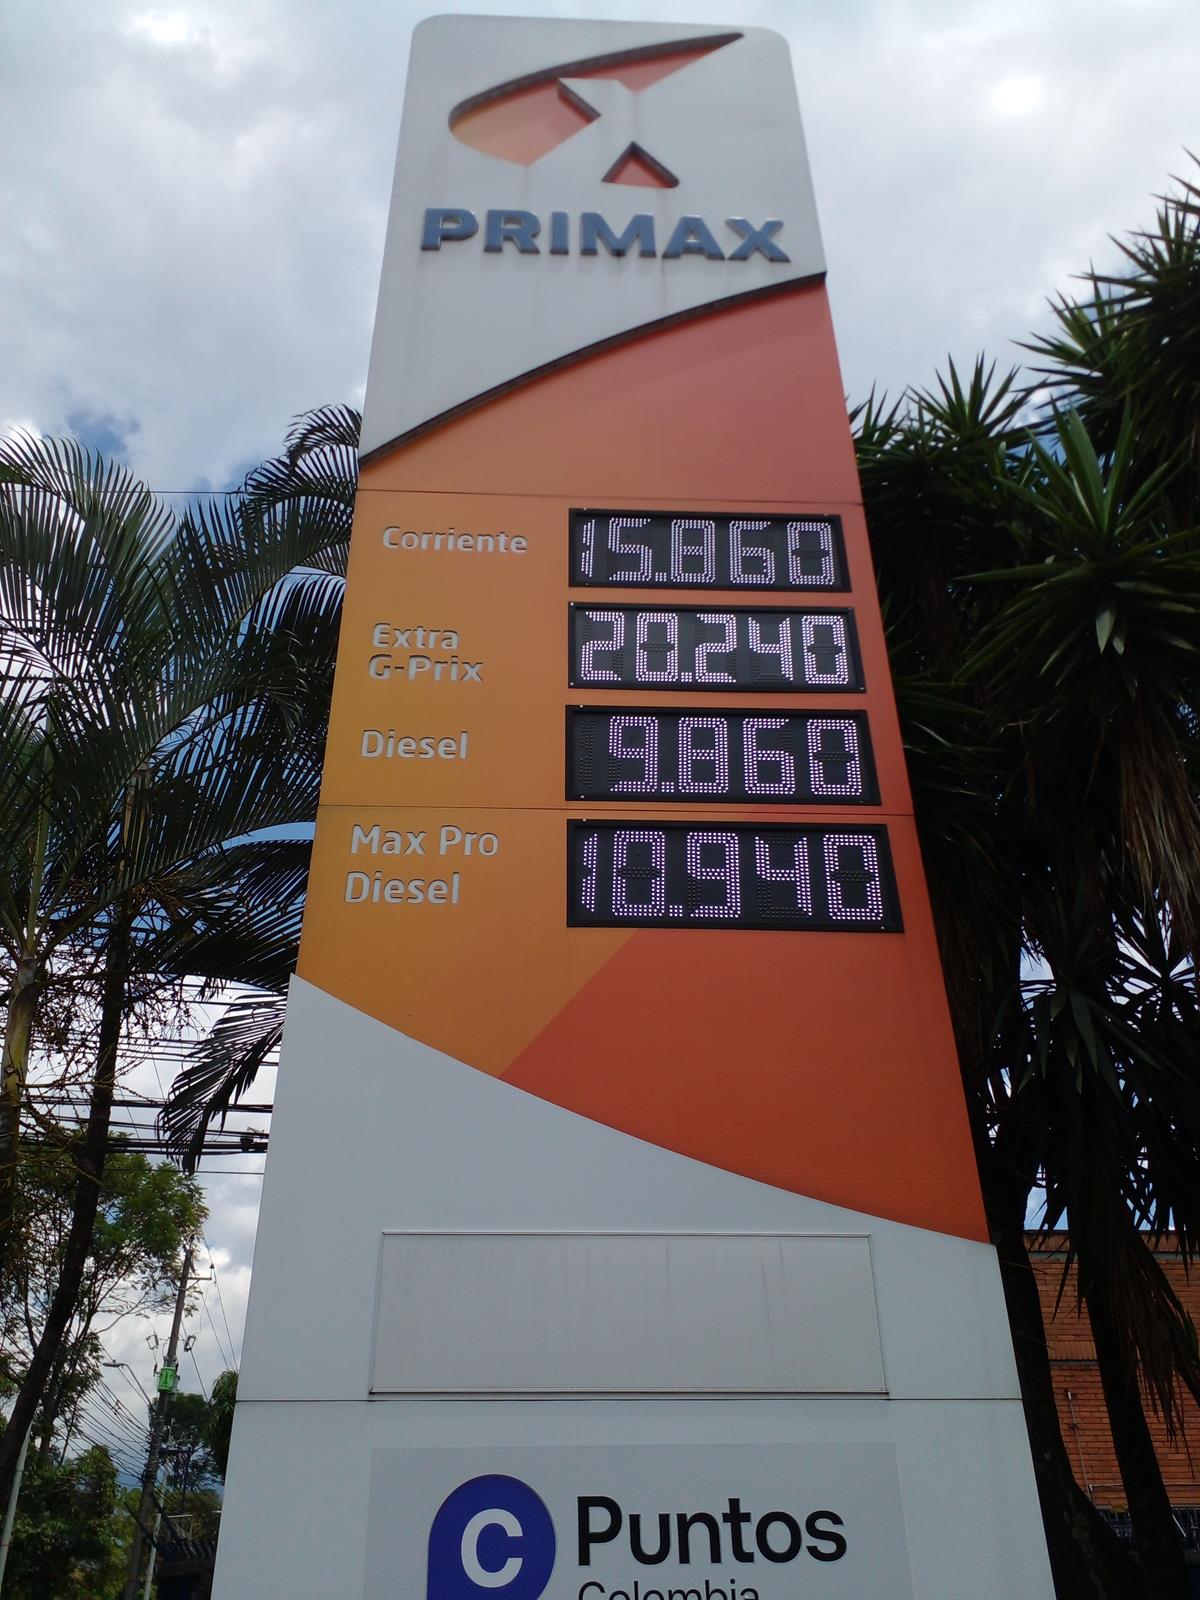 PRIMAX
Corriente 15.860
Extra
G-Prix 20.240
Diesel 9.860
Max Pro
Diesel 10.940
C Puntos
Colombia